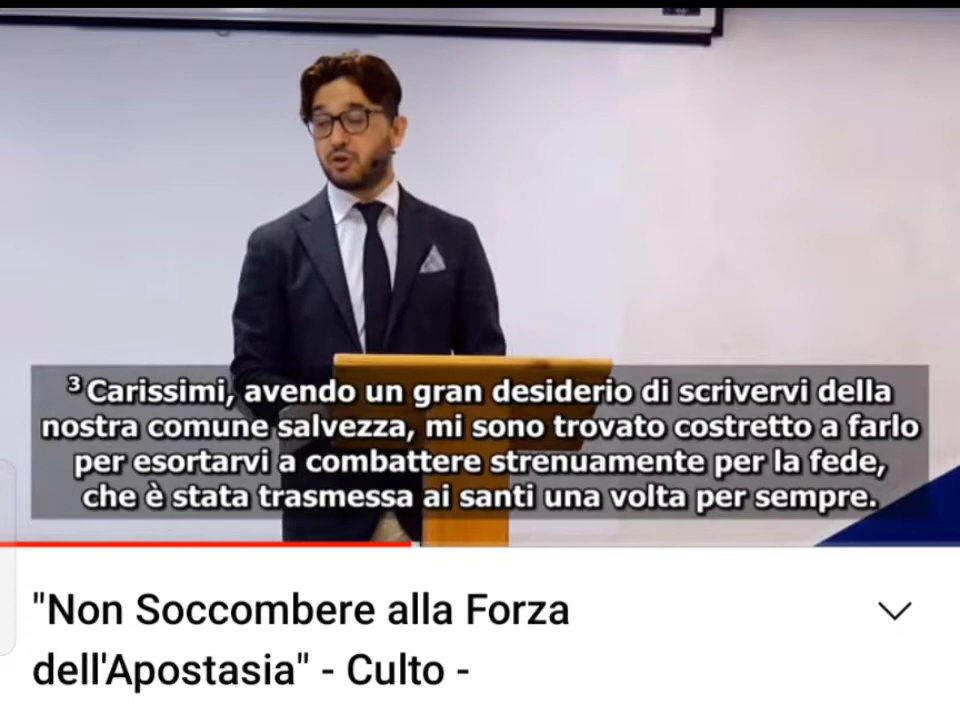 ³ Carissimi, avendo un gran desiderio di scrivervi della
nostra comune salvezza, mi sono trovato costretto a farlo
per esortarvi a combattere strenuamente per la fede,
che è stata trasmessa ai santi una volta per sempre.
"Non Soccombere alla Forza
dell'Apostasia" - Culto -